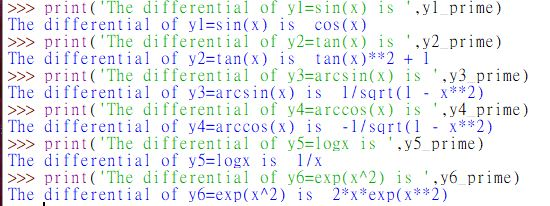 >>> print('The differential of y1=sin(x) is ',y1_prime)
The differential of y1=sin(x) is  cos(x)
>>> print('The differential of y2=tan(x) is ',y2_prime)
The differential of y2=tan(x) is  tan(x)**2 + 1
>>> print('The differential of y3=arcsin(x) is ',y3_prime)
The differential of y3=arcsin(x) is  1/sqrt(1 - x**2)
>>> print('The differential of y4=arccos(x) is ',y4_prime)
The differential of y4=arccos(x) is  -1/sqrt(1 - x**2)
>>> print('The differential of y5=logx is ',y5_prime)
The differential of y5=logx is  1/x
>>> print('The differential of y6=exp(x^2) is ',y6_prime)
The differential of y6=exp(x^2) is  2*x*exp(x**2)